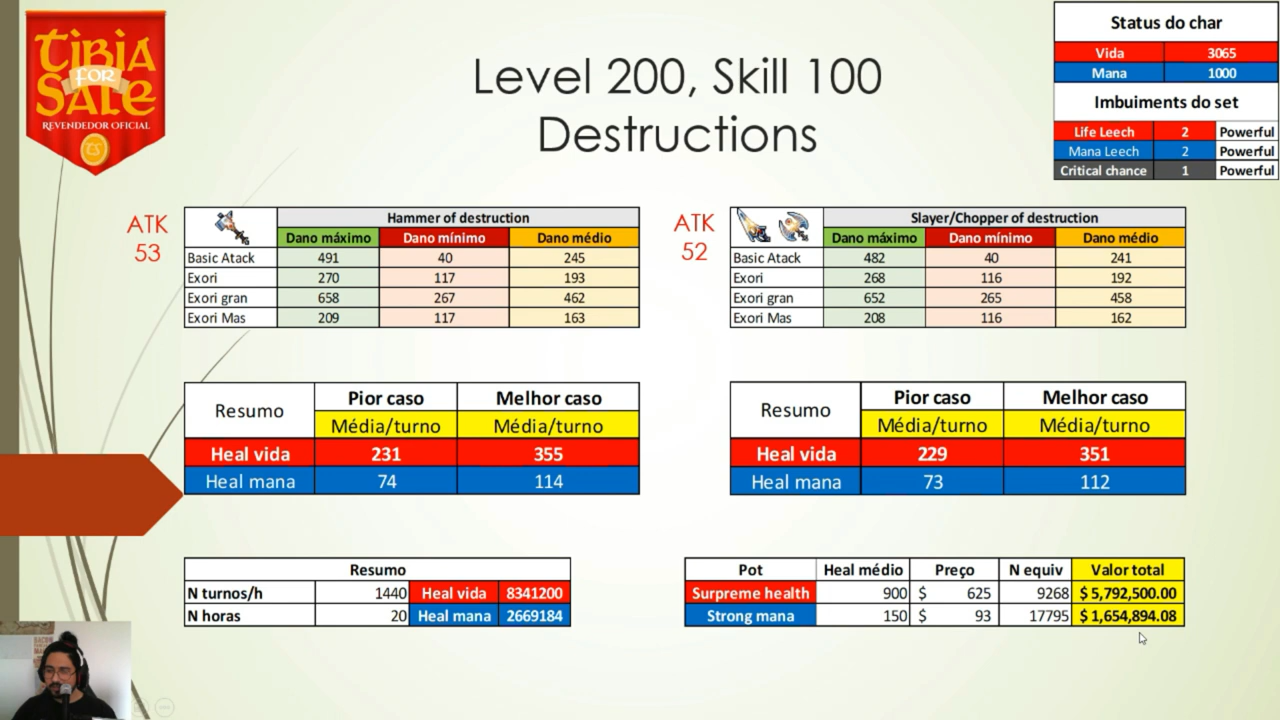 TiBiA
FOR
SAlE
REVENDEDOR OFICIAL
TS
Level 200, Skill 100
Destructions
Status do char
Vida 3065
Mana 1000
Imbuiments do set
Life Leech 2 Powerful
Mana Leech 2 Powerful
Critical chance 1 Powerful
ATK
53
Hammer of destruction
Dano máximo Dano mínimo Dano médio
Basic Atack 491 40 245
Exori 270 117 193
Exori gran 658 267 462
Exori Mas 209 117 163
ATK
52
Slayer/Chopper of destruction
Dano máximo Dano mínimo Dano médio
Basic Atack 482 40 241
Exori 268 116 192
Exori gran 652 265 458
Exori Mas 208 116 162
Resumo Pior caso Melhor caso
Média/turno Média/turno
Heal vida 231 355
Heal mana 74 114
Resumo Pior caso Melhor caso
Média/turno Média/turno
Heal vida 229 351
Heal mana 73 112
Resumo
N turnos/h 1440 Heal vida 8341200
N horas 20 Heal mana 2669184
Pot Heal médio Preço N equiv Valor total
Surpreme health 900 $ 625 9268 $ 5,792,500.00
Strong mana 150 $ 93 17795 $ 1,654,894.08